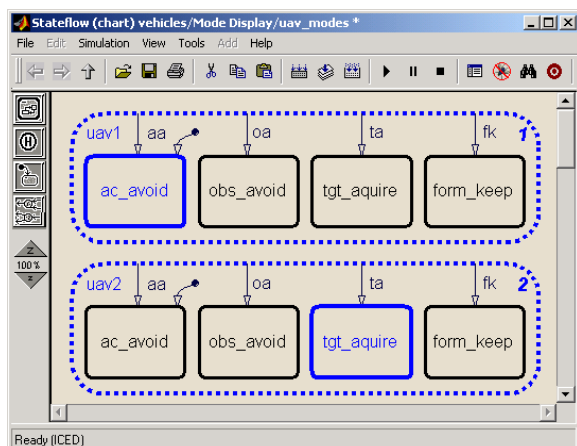 Stateflow (chart) vehicles/Mode Display/uav_modes *
File Edit Simulation View Tools Add Help
uav1 aa oa ta fk 1
ac_avoid obs_avoid tgt_aquire form_keep
100 %
uav2 aa oa ta fk 2
ac_avoid obs_avoid tgt_aquire form_keep
Ready (ICED)